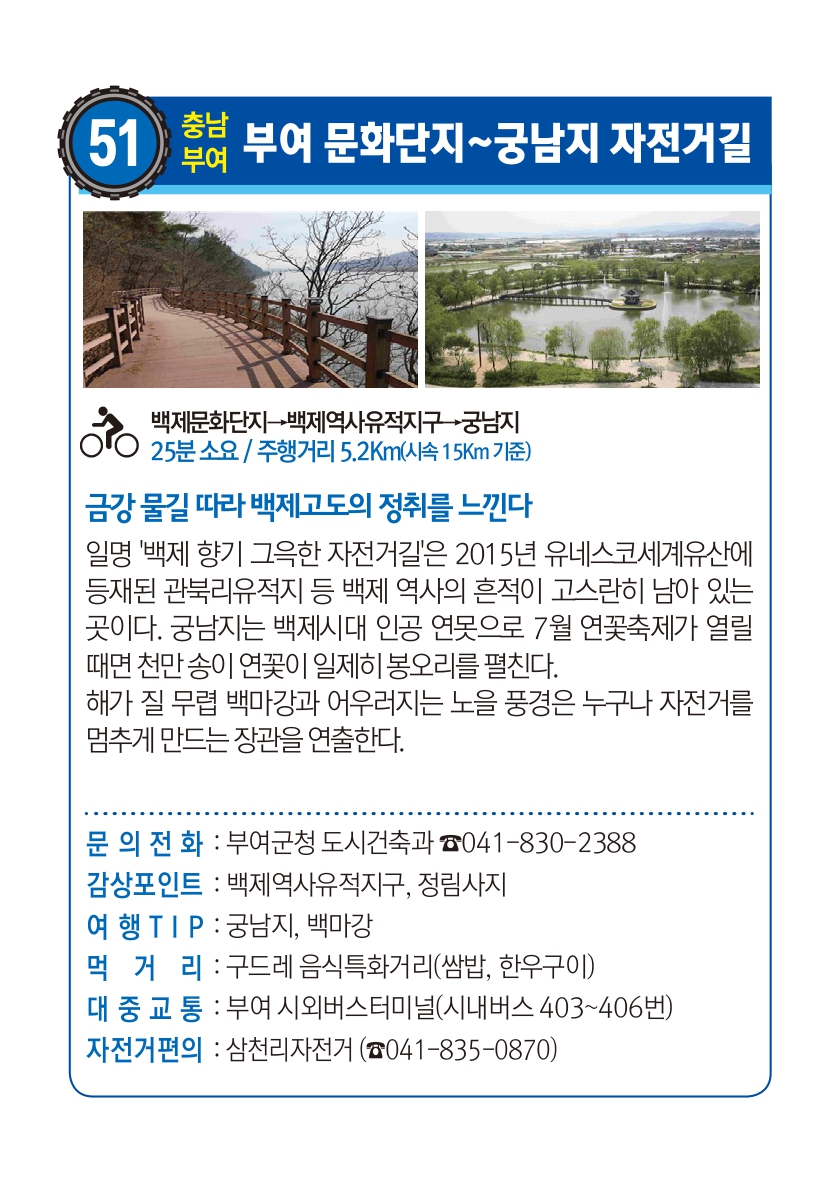 51
충남
부여
부여 문화단지~궁남지 자전거길
백제문화단지→백제역사유적지구→궁남지
25분 소요 / 주행거리 5.2Km(시속 15Km 기준)
금강 물길 따라 백제고도의 정취를 느낀다
일명 '백제 향기 그윽한 자전거길'은 2015년 유네스코세계유산에
등재된 관북리유적지 등 백제 역사의 흔적이 고스란히 남아 있는
곳이다. 궁남지는 백제시대 인공 연못으로 7월 연꽃축제가 열릴
때면 천만 송이 연꽃이 일제히 봉오리를 펼친다.
해가 질 무렵 백마강과 어우러지는 노을 풍경은 누구나 자전거를
멈추게 만드는 장관을 연출한다.
문 의 전 화 : 부여군청 도시건축과 ☎041-830-2388
감상포인트 : 백제역사유적지구, 정림사지
여 행 T I P : 궁남지, 백마강
먹 거 리 : 구드레 음식특화거리(쌈밥, 한우구이)
대 중 교 통 : 부여 시외버스터미널(시내버스 403~406번)
자전거편의 : 삼천리자전거 (☎041-835-0870)